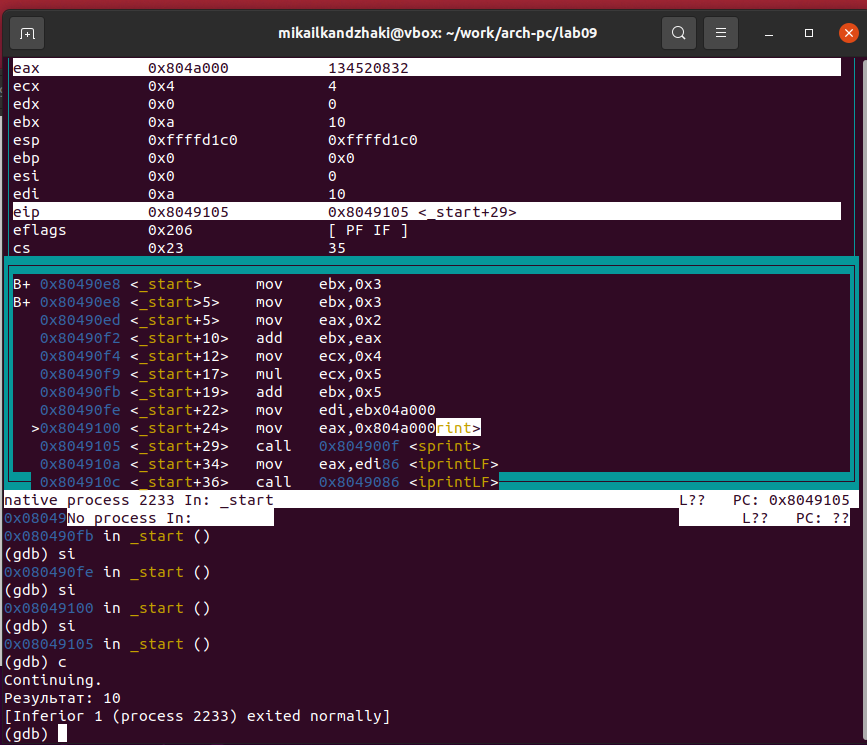 mikailkandzhaki@vbox: ~/work/arch-pc/lab09
eax 0x804a000 134520832
ecx 0x4 4
edx 0x0 0
ebx 0xa 10
esp 0xffffd1c0 0xffffd1c0
ebp 0x0 0x0
esi 0x0 0
edi 0xa 10
eip 0x8049105 0x8049105 <_start+29>
eflags 0x206 [ PF IF ]
cs 0x23 35
B+ 0x80490e8 <_start> mov ebx,0x3
B+ 0x80490e8 <_start>5> mov ebx,0x3
0x80490ed <_start+5> mov eax,0x2
0x80490f2 <_start+10> add ebx,eax
0x80490f4 <_start+12> mov ecx,0x4
0x80490f9 <_start+17> mul ecx,0x5
0x80490fb <_start+19> add ebx,0x5
0x80490fe <_start+22> mov edi,ebx04a000
>0x8049100 <_start+24> mov eax,0x804a000rint>
0x8049105 <_start+29> call 0x804900f <sprint>
0x804910a <_start+34> mov eax,edi86 <iprintLF>
0x804910c <_start+36> call 0x8049086 <iprintLF>
native process 2233 In: _start L?? PC: 0x8049105
0x08049No process In: L?? PC: ??
0x080490fb in _start ()
(gdb) si
0x080490fe in _start ()
(gdb) si
0x08049100 in _start ()
(gdb) si
0x08049105 in _start ()
(gdb) c
Continuing.
Результат: 10
[Inferior 1 (process 2233) exited normally]
(gdb)